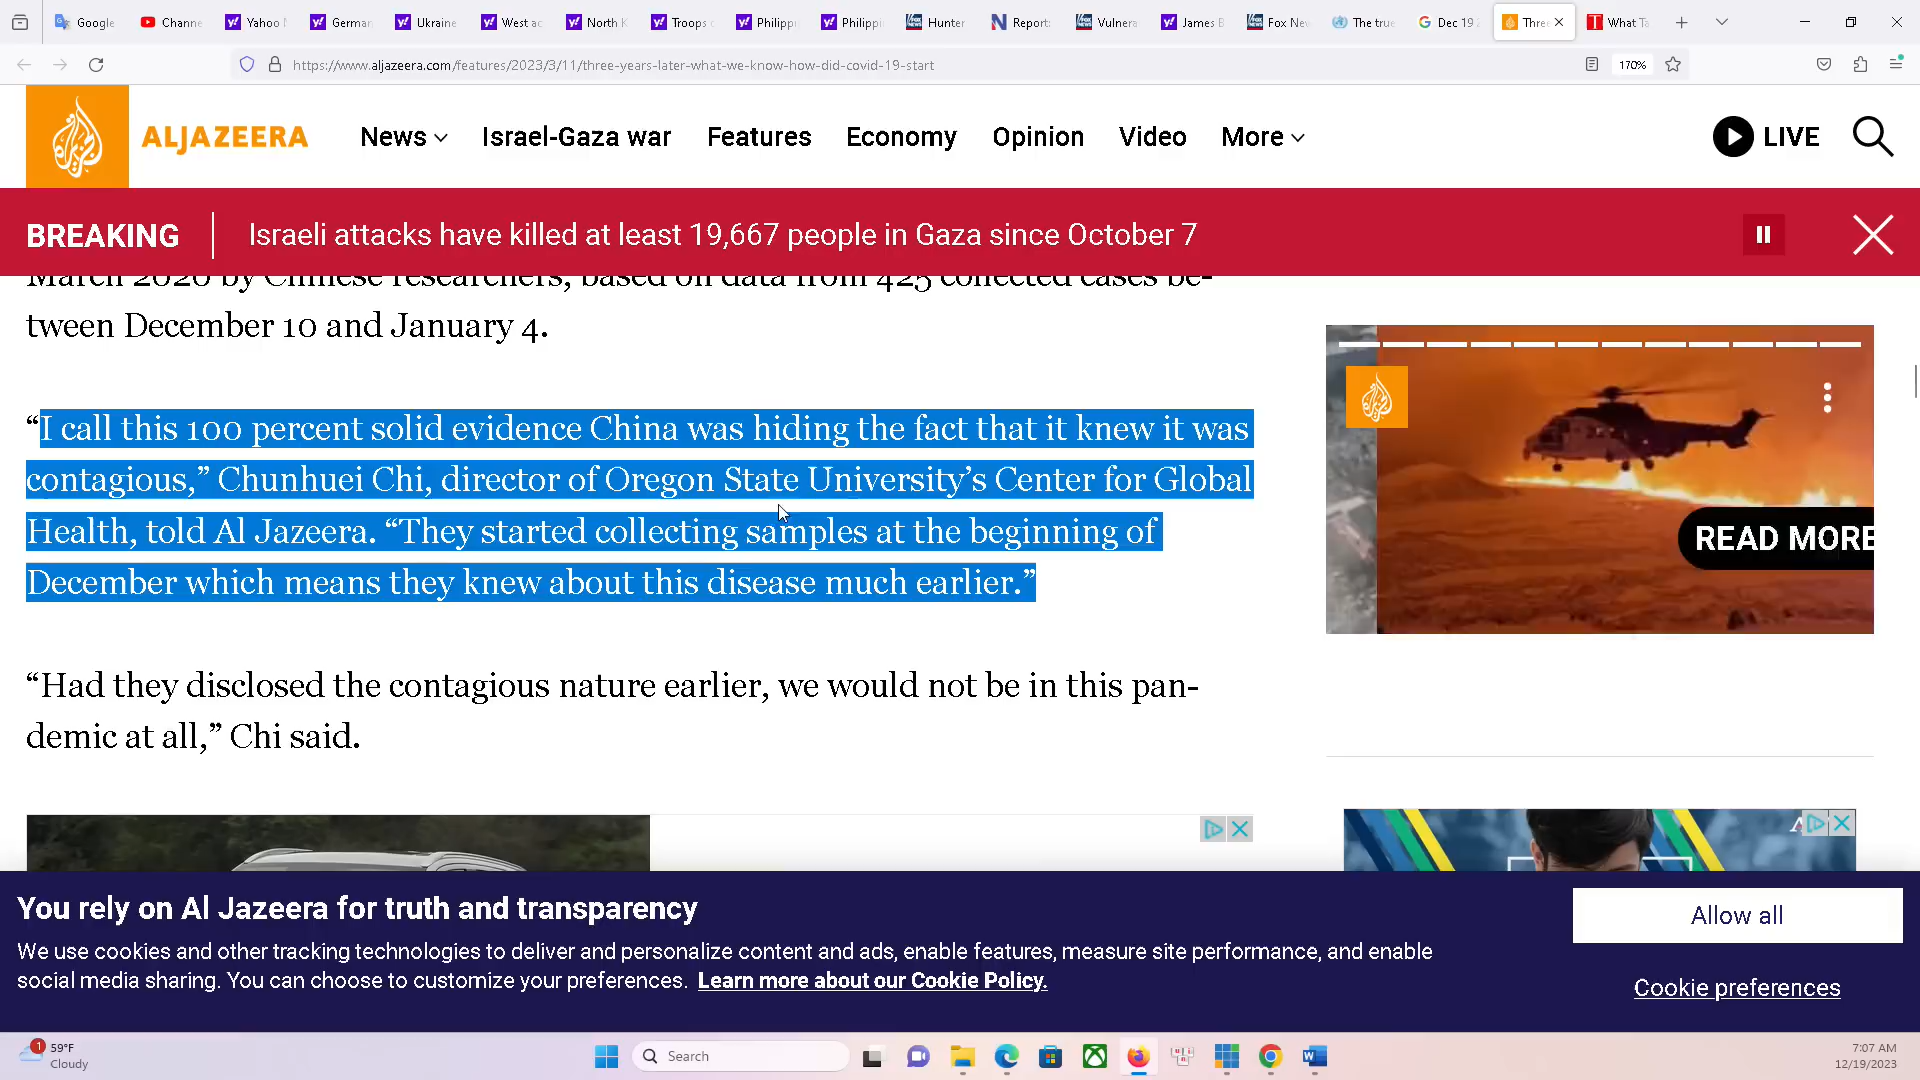 Google
Channe
Yahoo
German
Ukraine
West ac
North K
Troops
Philipp
Philippi
Hunter
Report:
Vulnera
James B
Fox Ne
The true
Dec 19
Thre
What Ta
https://www.aljazeera.com/features/2023/3/11/three-years-later-what-we-know-how-did-covid-19-start
170%
ALJAZEERA
News
Israel-Gaza war
Features
Economy
Opinion
Video
More
LIVE
BREAKING
Israeli attacks have killed at least 19,667 people in Gaza since October 7
March 2020 by Chinese researchers, based on data from 425 collected cases be-
tween December 10 and January 4.
“I call this 100 percent solid evidence China was hiding the fact that it knew it was
contagious,” Chunhuei Chi, director of Oregon State University’s Center for Global
Health, told Al Jazeera. “They started collecting samples at the beginning of
December which means they knew about this disease much earlier.”
“Had they disclosed the contagious nature earlier, we would not be in this pan-
demic at all,” Chi said.
READ MORE
You rely on Al Jazeera for truth and transparency
We use cookies and other tracking technologies to deliver and personalize content and ads, enable features, measure site performance, and enable
social media sharing. You can choose to customize your preferences. Learn more about our Cookie Policy.
Allow all
Cookie preferences
1
59°F
Cloudy
Search
7:07 AM
12/19/2023